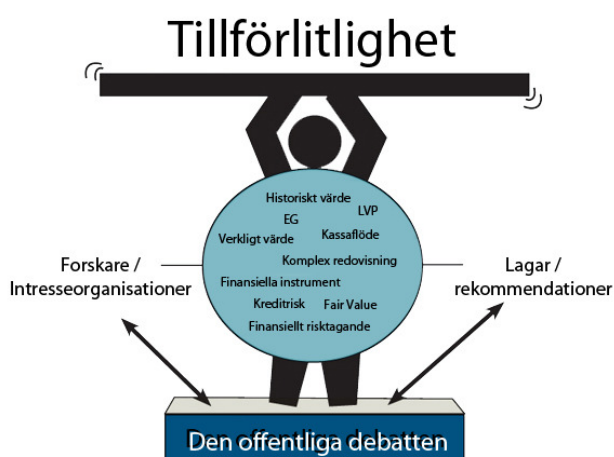 Tillförlitlighet
Historiskt värde
EG
LVP
Verkligt värde
Kassaflöde
Komplex redovisning
Finansiella instrument
Kreditrisk
Fair Value
Finansiellt risktagande
Forskare /
Intresseorganisationer
Lagar /
rekommendationer
Den offentliga debatten